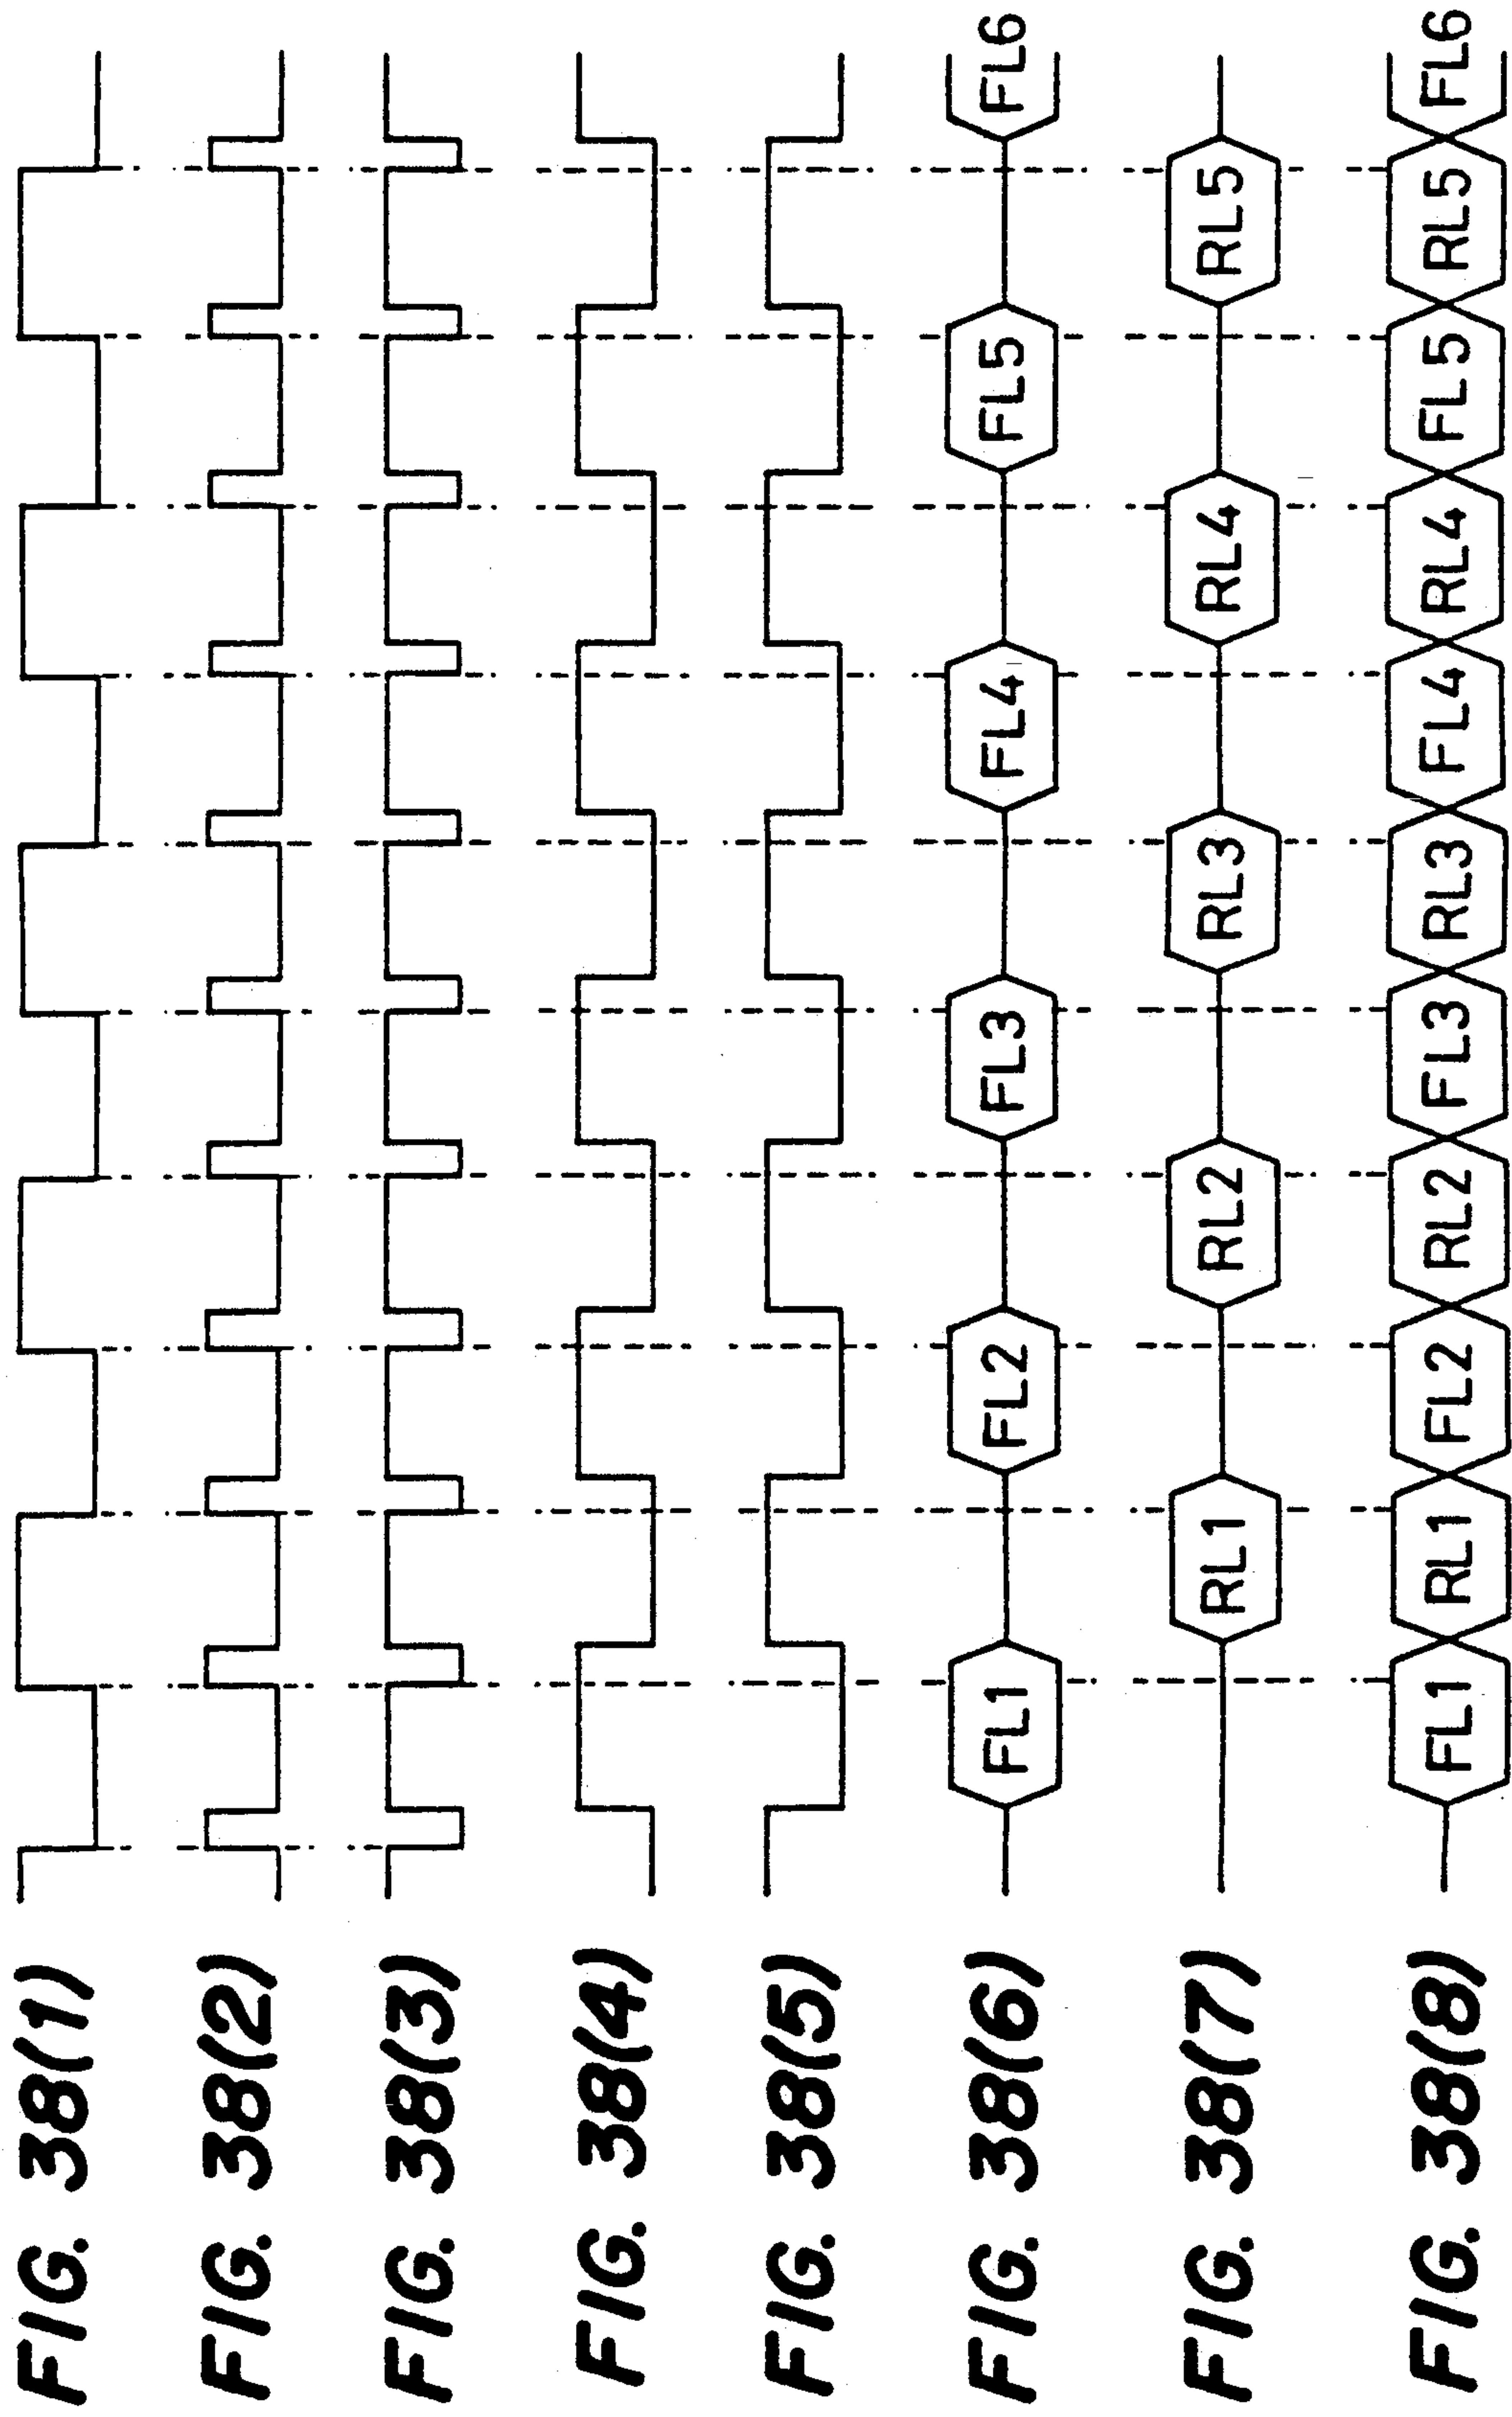 FIG. 38(1)
FIG. 38(2)
FIG. 38(3)
FIG. 38(4)
FIG. 38(5)
FIG. 38(6) FL1 FL2 FL3 FL4 FL5 FL6
FIG. 38(7) RL1 RL2 RL3 RL4 RL5
FIG. 38(8) FL1 RL1 FL2 RL2 FL3 RL3 FL4 RL4 FL5 RL5 FL6